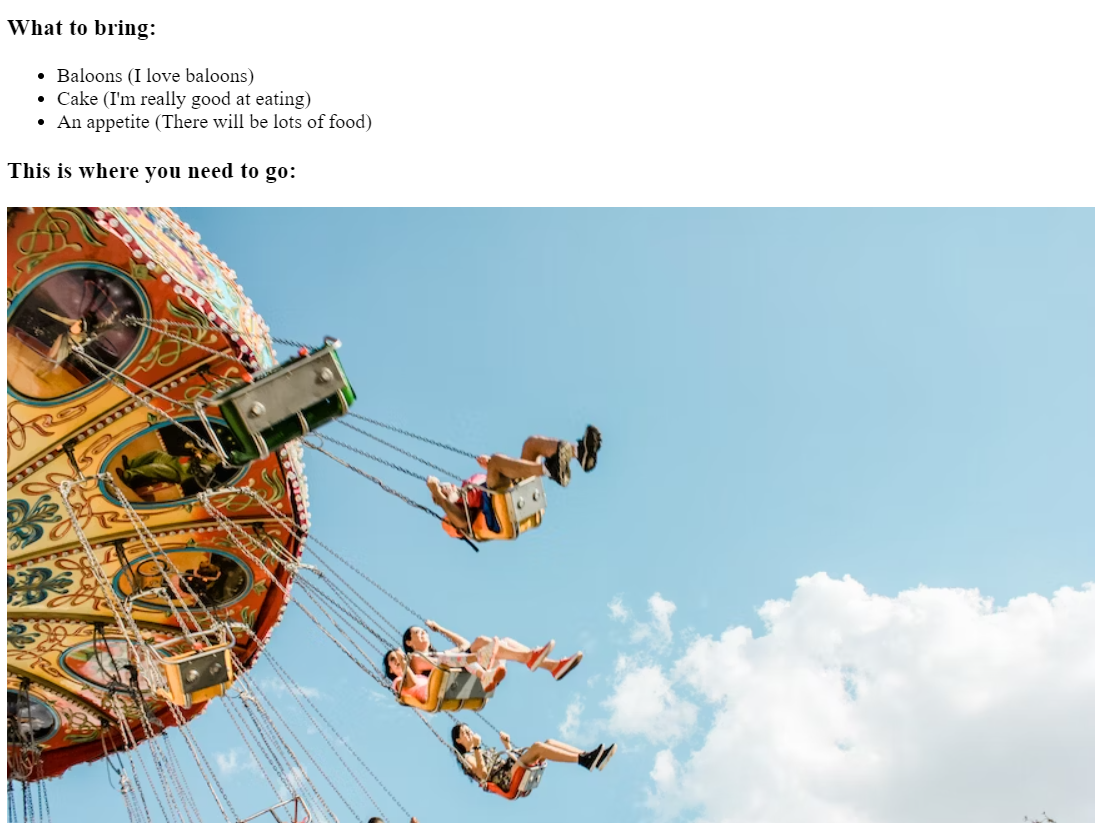 What to bring:
Baloons (I love baloons)
Cake (I'm really good at eating)
An appetite (There will be lots of food)
This is where you need to go: